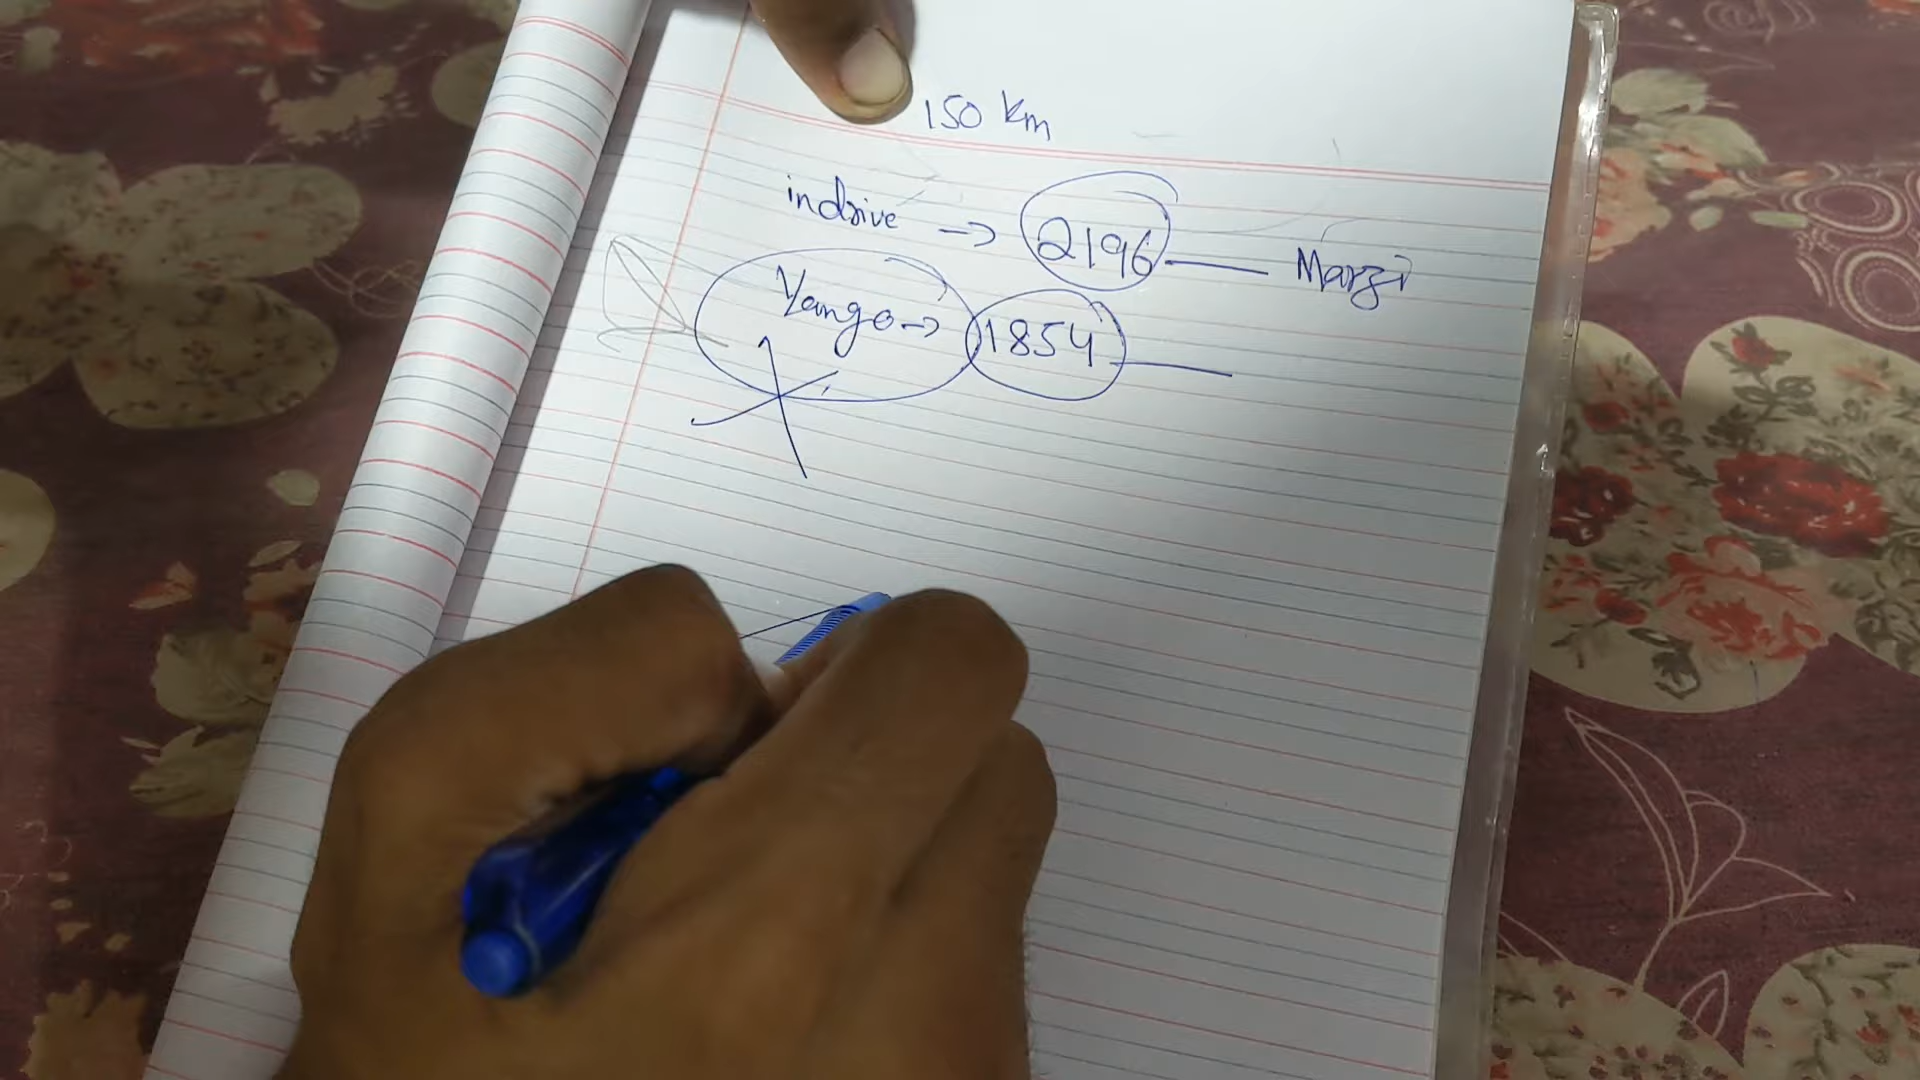 150 Km
indrive → 2196 — Marzi
Yango → 1854 —